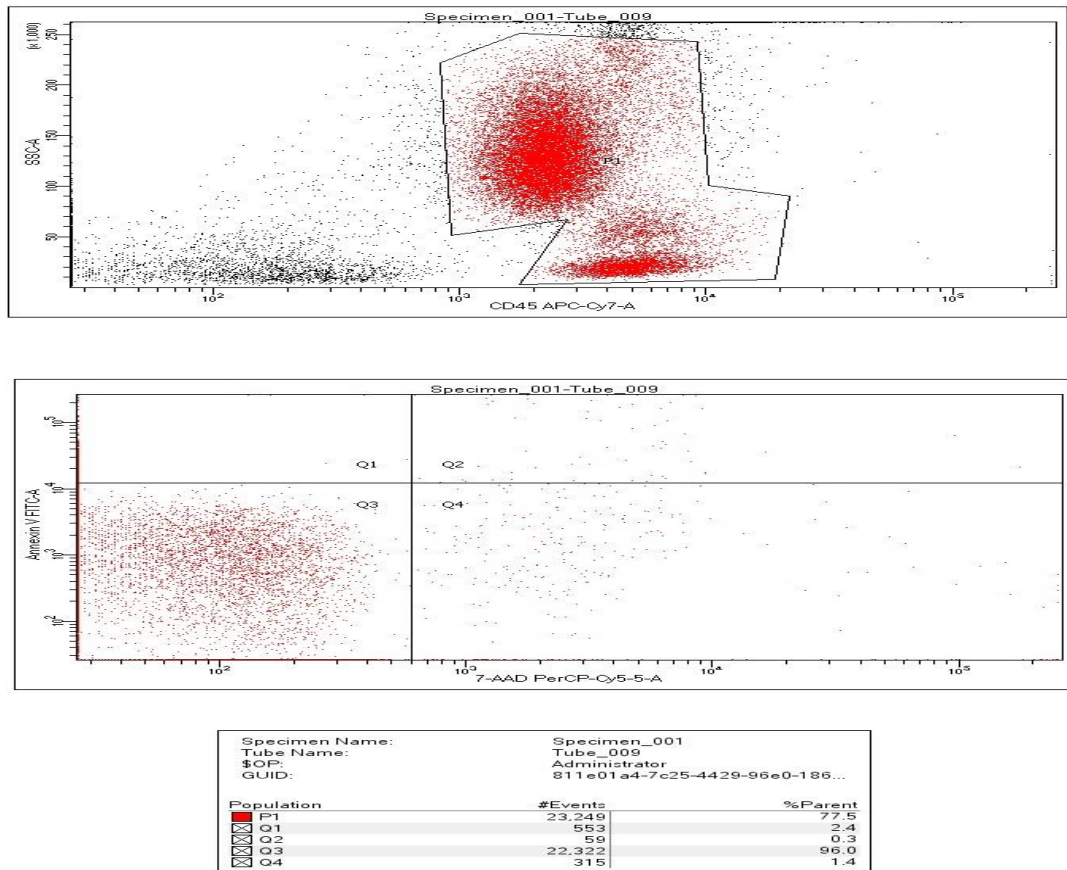 Specimen_001-Tube_009
(x 1,000)
250
200
150
100
50
SSC-A
P1
10² 10³ 10⁴ 10⁵
CD45 APC-Cy7-A
Specimen_001-Tube_009
10⁵
10⁴
10³
10²
Annexin V FITC-A
Q1 Q2
Q3 Q4
10² 10³ 10⁴ 10⁵
7-AAD PerCP-Cy5-5-A
Specimen Name: Specimen_001
Tube Name: Tube_009
$OP: Administrator
GUID: 811e01a4-7c25-4429-96e0-186...
Population #Events %Parent
P1 23,249 77.5
Q1 553 2.4
Q2 59 0.3
Q3 22,322 96.0
Q4 315 1.4